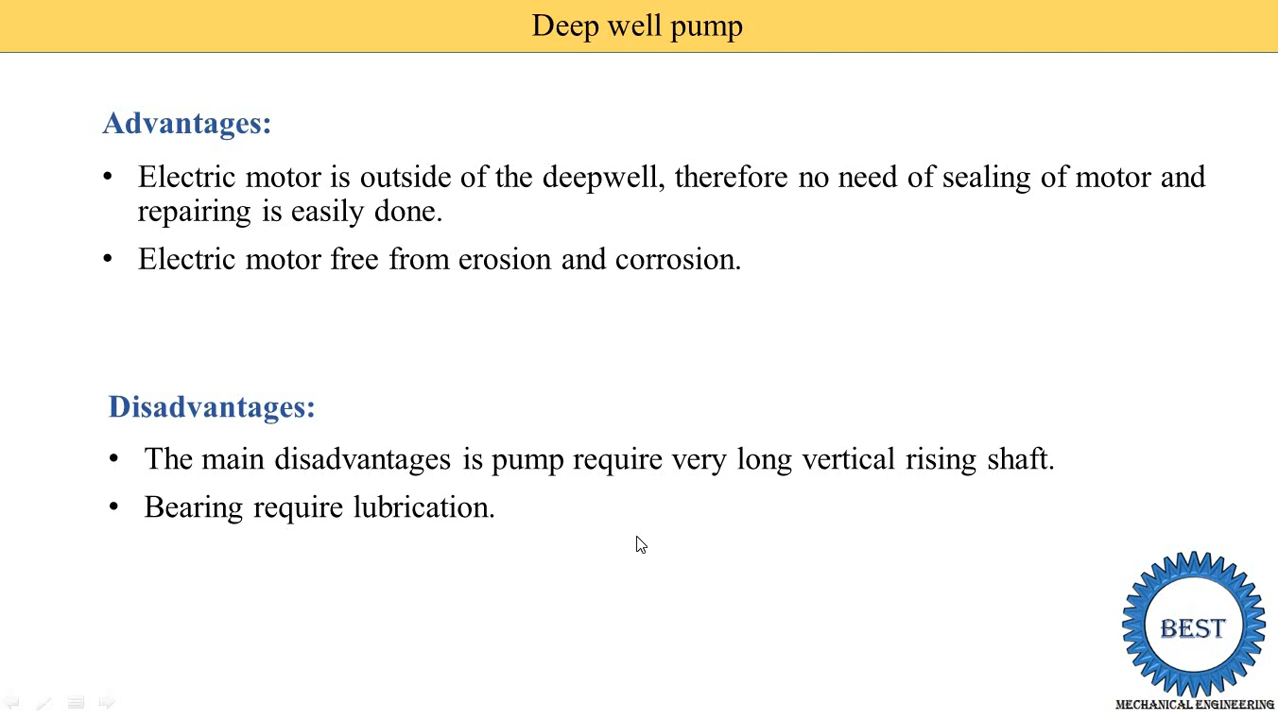 Deep well pump
Advantages:
• Electric motor is outside of the deepwell, therefore no need of sealing of motor and
repairing is easily done.
• Electric motor free from erosion and corrosion.
Disadvantages:
• The main disadvantages is pump require very long vertical rising shaft.
• Bearing require lubrication.
BEST
MECHANICAL ENGINEERING